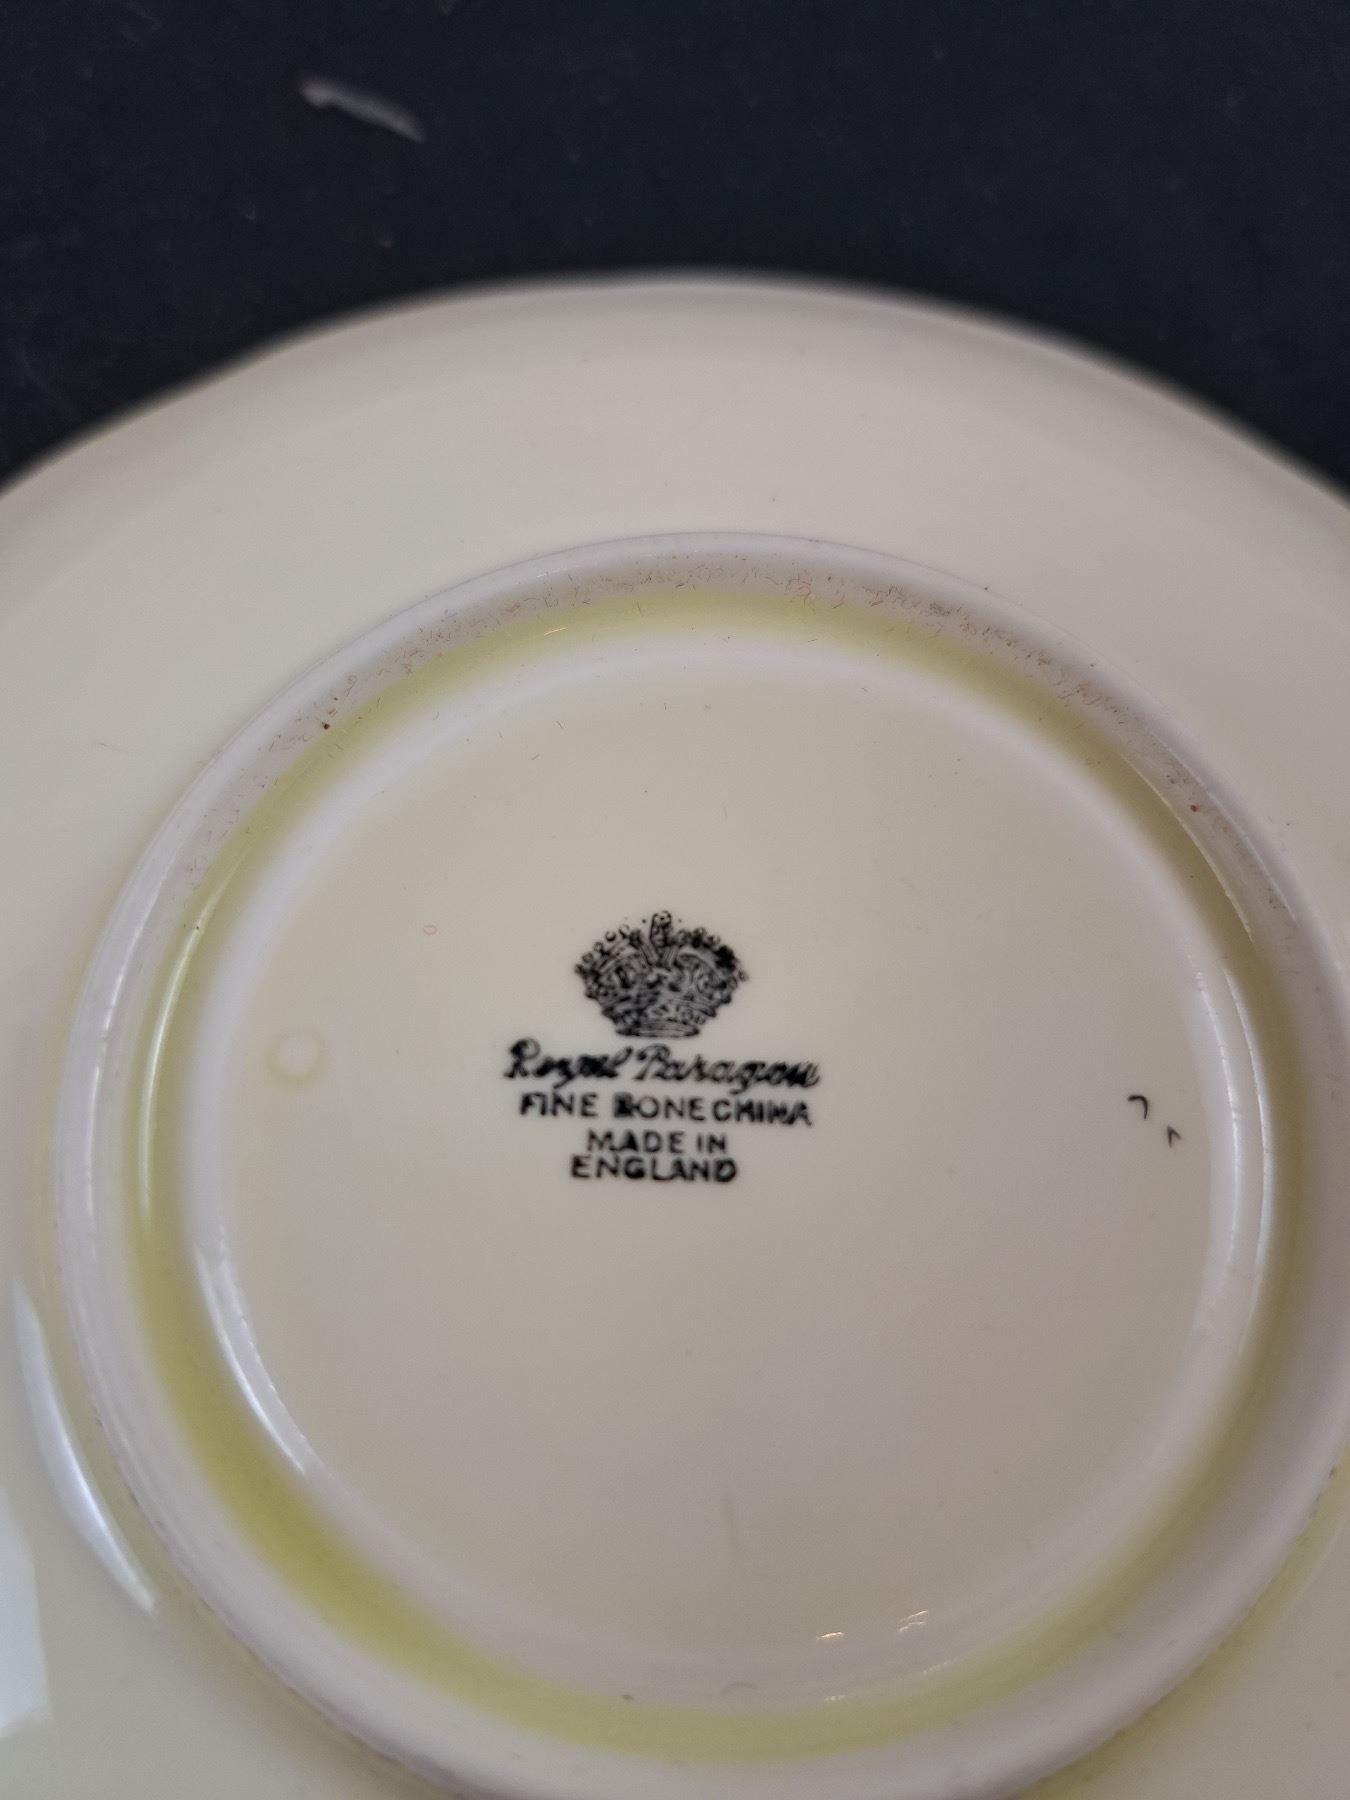 Royal Paragon
FINE BONE CHINA
MADE IN
ENGLAND